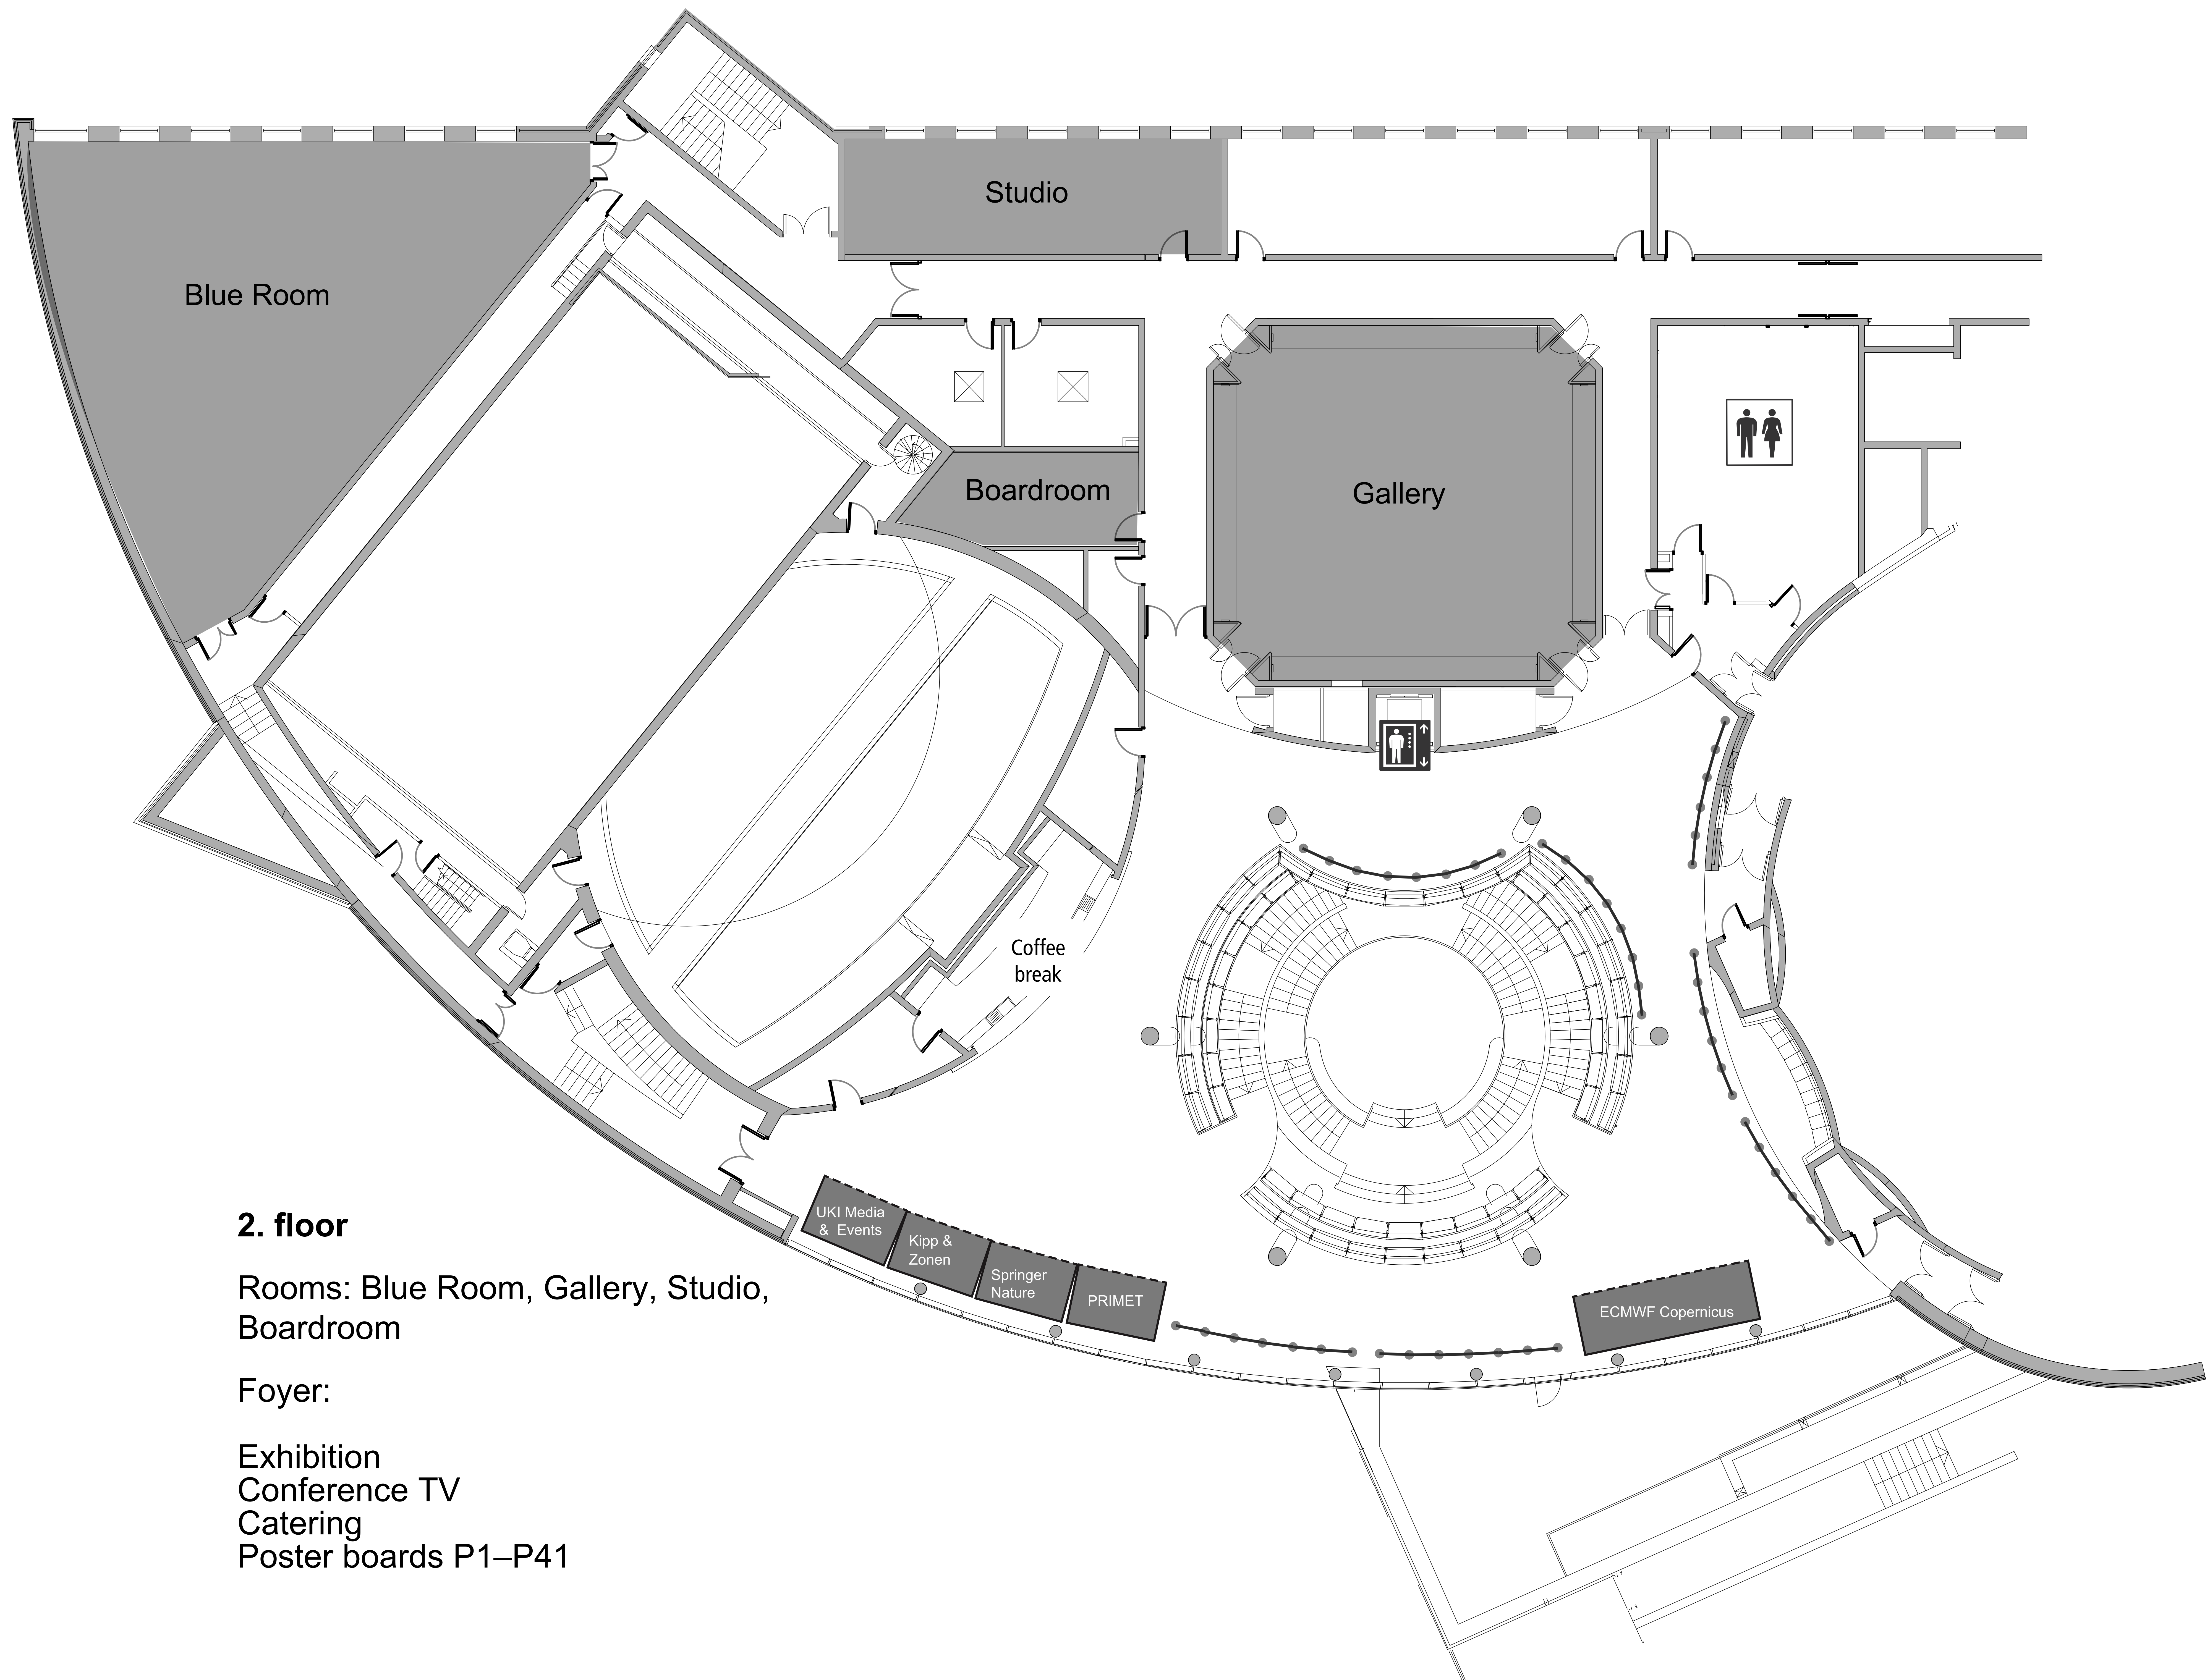 Studio
Blue Room
Boardroom
Gallery
Coffee
break
UKI Media
& Events
Kipp &
Zonen
Springer
Nature
PRIMET
ECMWF Copernicus
2. floor
Rooms: Blue Room, Gallery, Studio,
Boardroom
Foyer:
Exhibition
Conference TV
Catering
Poster boards P1–P41